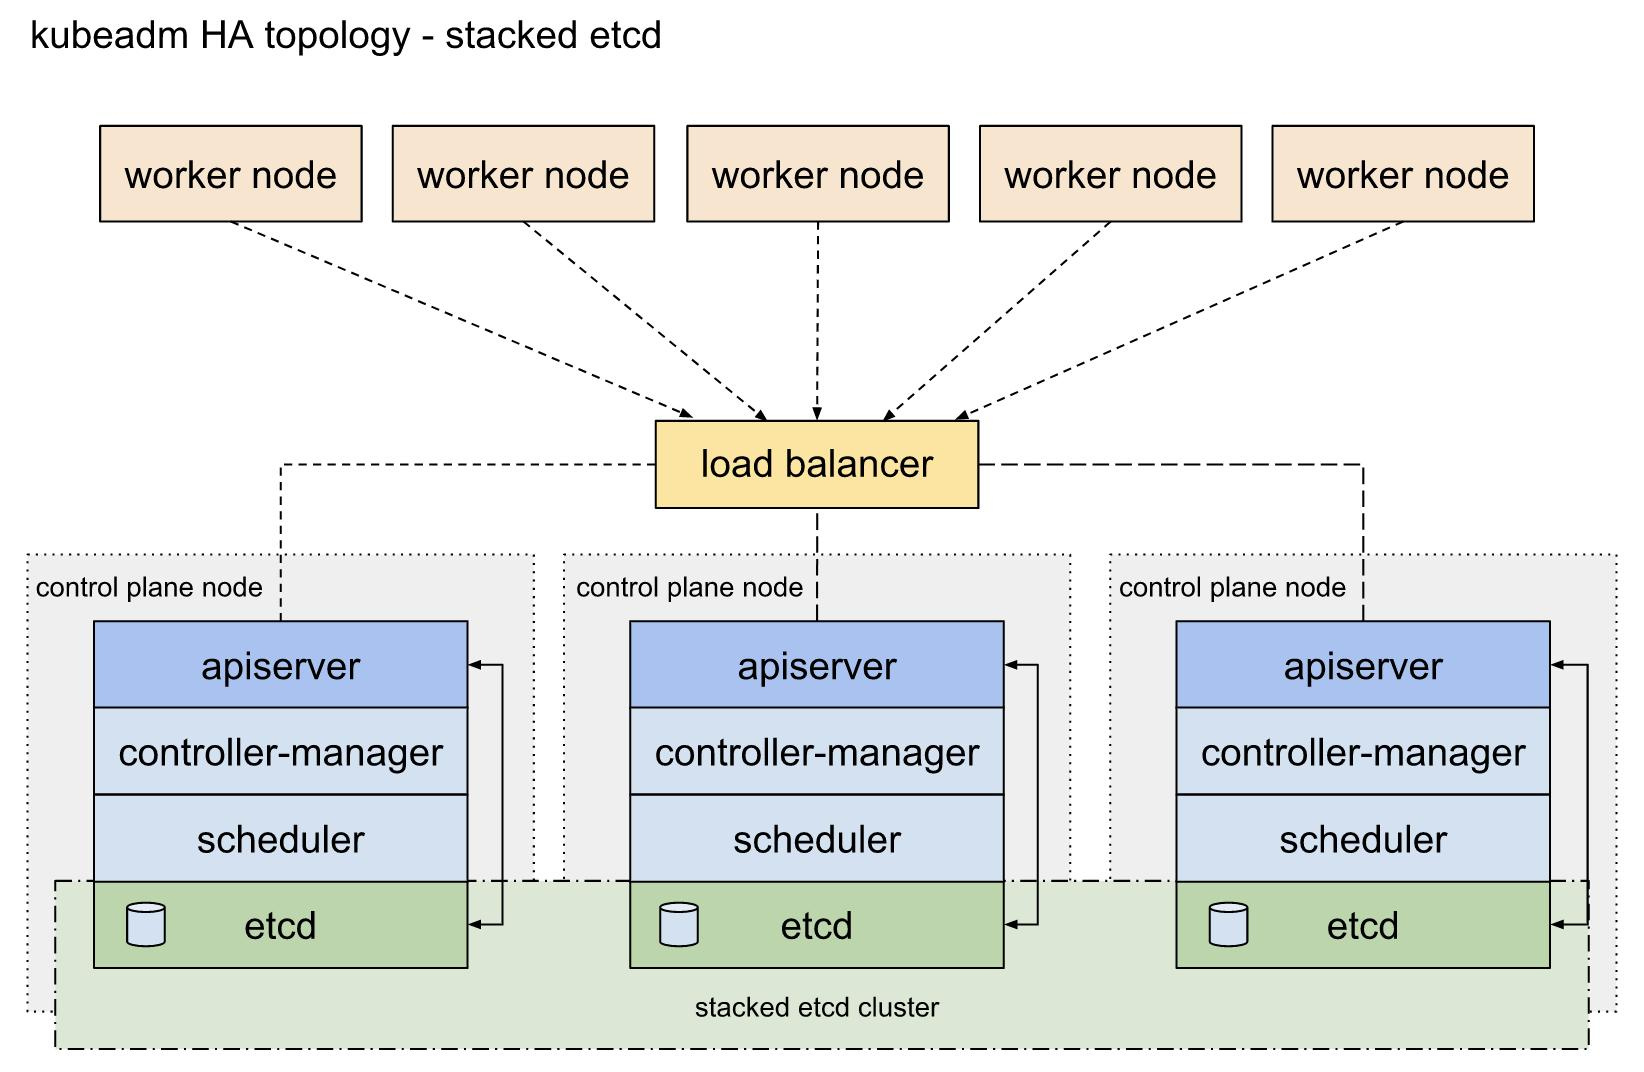 kubeadm HA topology - stacked etcd
worker node
worker node
worker node
worker node
worker node
load balancer
control plane node
control plane node
control plane node
apiserver
apiserver
apiserver
controller-manager
controller-manager
controller-manager
scheduler
scheduler
scheduler
etcd
etcd
etcd
stacked etcd cluster